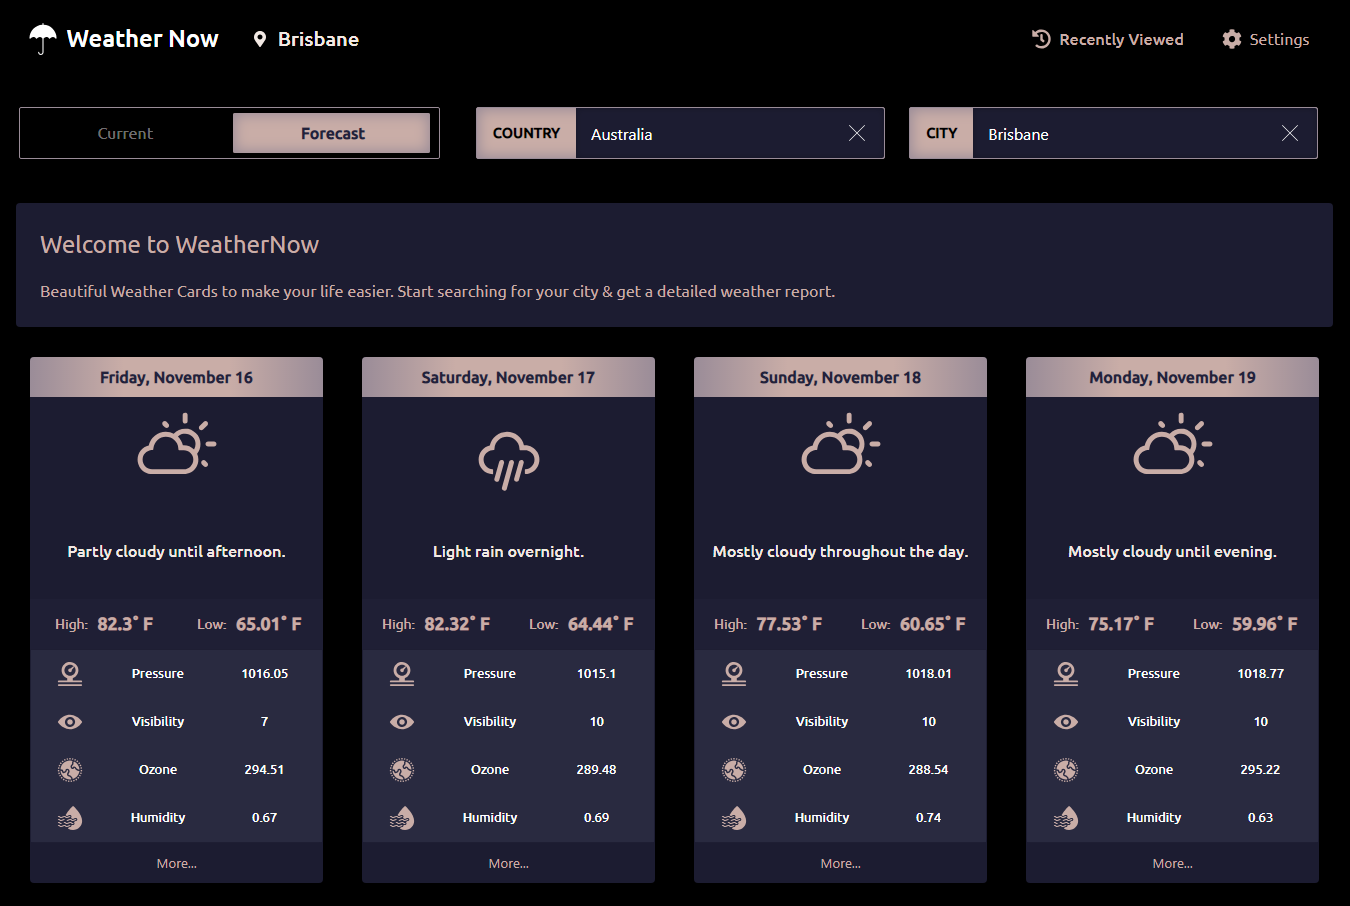 Weather Now
Brisbane
Recently Viewed
Settings
Current
Forecast
COUNTRY
Australia
CITY
Brisbane
Welcome to WeatherNow
Beautiful Weather Cards to make your life easier. Start searching for your city & get a detailed weather report.
Friday, November 16
Partly cloudy until afternoon.
High: 82.3° F Low: 65.01° F
Pressure 1016.05
Visibility 7
Ozone 294.51
Humidity 0.67
More...
Saturday, November 17
Light rain overnight.
High: 82.32° F Low: 64.44° F
Pressure 1015.1
Visibility 10
Ozone 289.48
Humidity 0.69
More...
Sunday, November 18
Mostly cloudy throughout the day.
High: 77.53° F Low: 60.65° F
Pressure 1018.01
Visibility 10
Ozone 288.54
Humidity 0.74
More...
Monday, November 19
Mostly cloudy until evening.
High: 75.17° F Low: 59.96° F
Pressure 1018.77
Visibility 10
Ozone 295.22
Humidity 0.63
More...